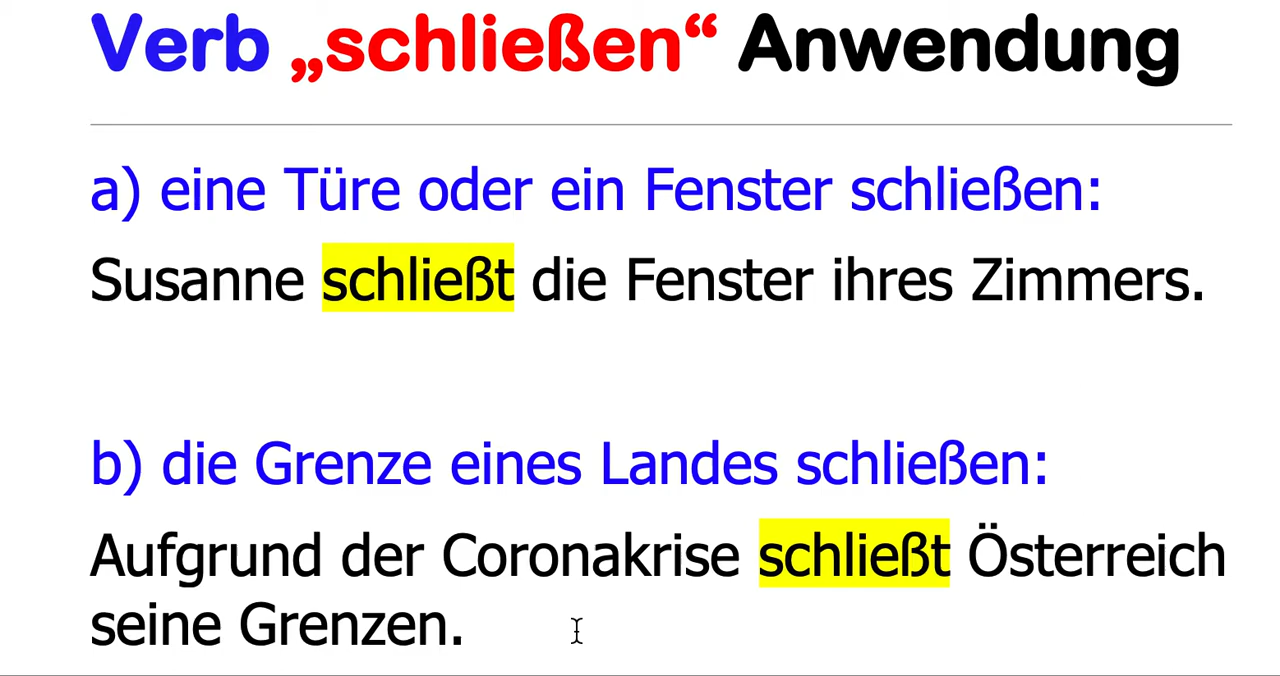 Verb „schließen“ Anwendung
a) eine Türe oder ein Fenster schließen:
Susanne schließt die Fenster ihres Zimmers.
b) die Grenze eines Landes schließen:
Aufgrund der Coronakrise schließt Österreich
seine Grenzen.